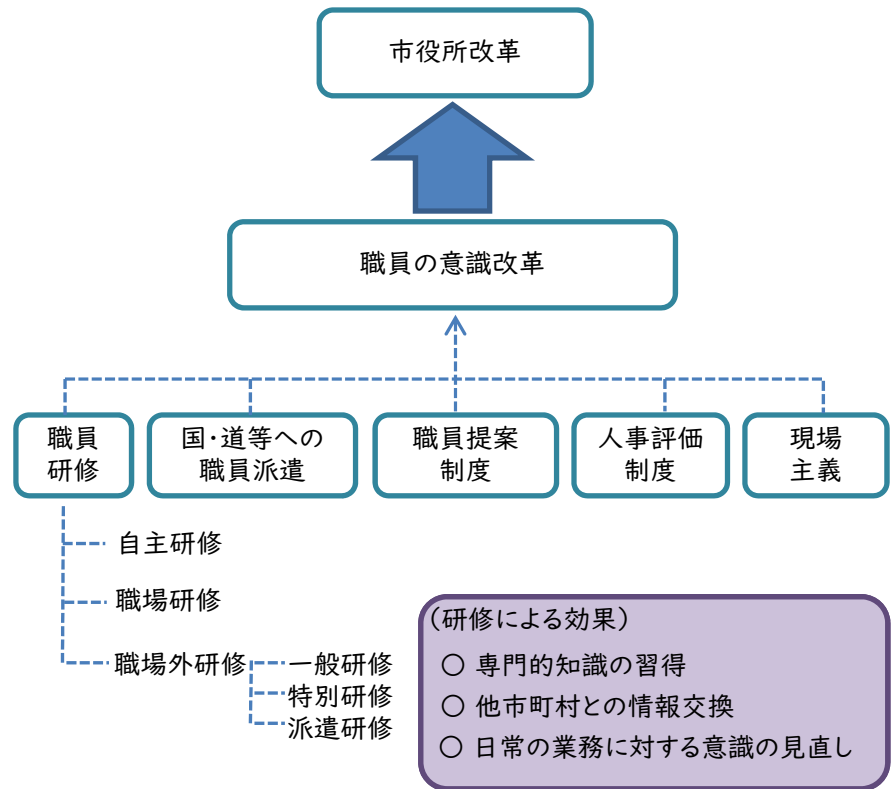 市役所改革
職員の意識改革
職員
研修
国・道等への
職員派遣
職員提案
制度
人事評価
制度
現場
主義
自主研修
職場研修
職場外研修
一般研修
特別研修
派遣研修
(研修による効果)
○ 専門的知識の習得
○ 他市町村との情報交換
○ 日常の業務に対する意識の見直し